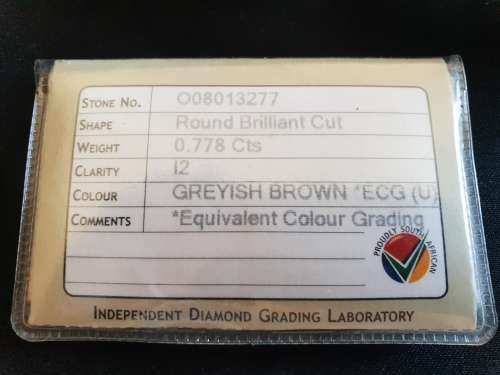 STONE NO. O08013277
SHAPE Round Brilliant Cut
WEIGHT 0.778 Cts
CLARITY I2
COLOUR GREYISH BROWN *ECG (U)
COMMENTS *Equivalent Colour Grading
PROUDLY SOUTH AFRICAN
INDEPENDENT DIAMOND GRADING LABORATORY